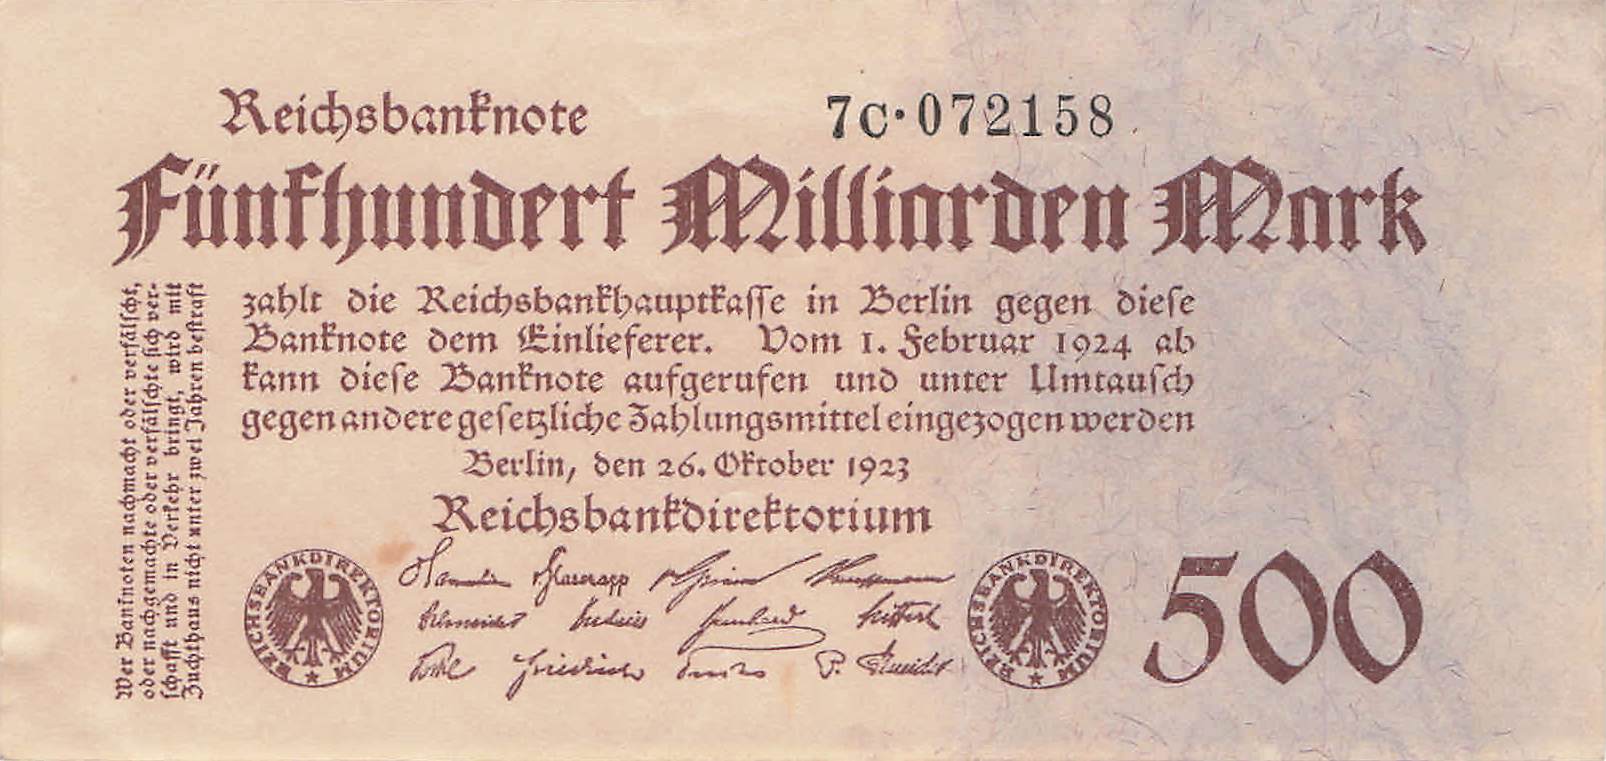 Reichsbanknote
7C·072158
Fünfhundert Milliarden Mark
zahlt die Reichsbankhauptkasse in Berlin gegen diese
Banknote dem Einlieferer. Vom 1. Februar 1924 ab
kann diese Banknote aufgerufen und unter Umtausch
gegen andere gesetzliche Zahlungsmittel eingezogen werden
Berlin, den 26. Oktober 1923
Reichsbankdirektorium
Wer Banknoten nachmacht oder verfälscht,
oder nachgemachte oder verfälschte sich ver-
schafft und in Verkehr bringt, wird mit
Zuchthaus nicht unter zwei Jahren bestraft
REICHSBANKDIREKTORIUM
REICHSBANKDIREKTORIUM
500